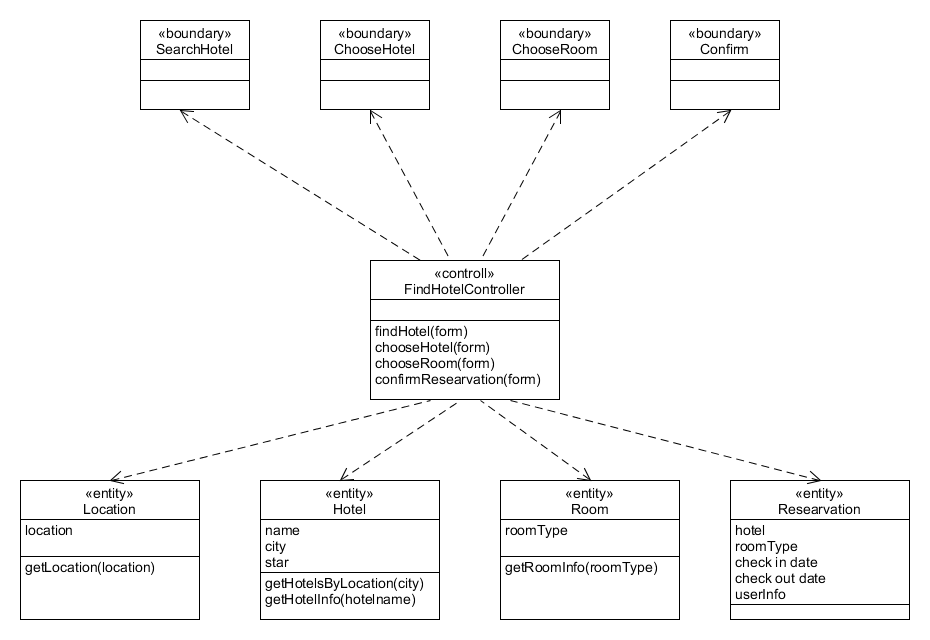 «boundary»
SearchHotel
«boundary»
ChooseHotel
«boundary»
ChooseRoom
«boundary»
Confirm
«controll»
FindHotelController
findHotel(form)
chooseHotel(form)
chooseRoom(form)
confirmResearvation(form)
«entity»
Location
location
getLocation(location)
«entity»
Hotel
name
city
star
getHotelsByLocation(city)
getHotelInfo(hotelname)
«entity»
Room
roomType
getRoomInfo(roomType)
«entity»
Researvation
hotel
roomType
check in date
check out date
userInfo